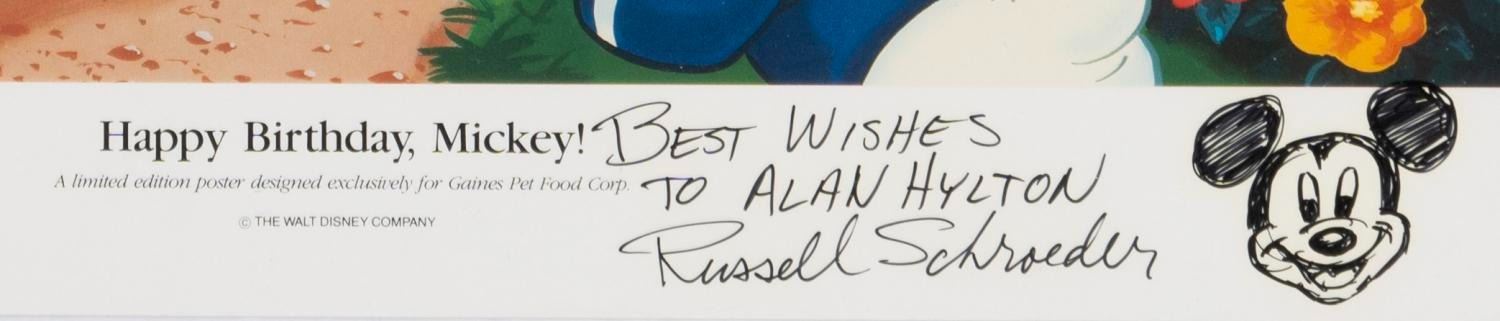 Happy Birthday, Mickey!
A limited edition poster designed exclusively for Gaines Pet Food Corp.
© THE WALT DISNEY COMPANY
BEST WISHES
TO ALAN HYLTON
Russell Schroeder